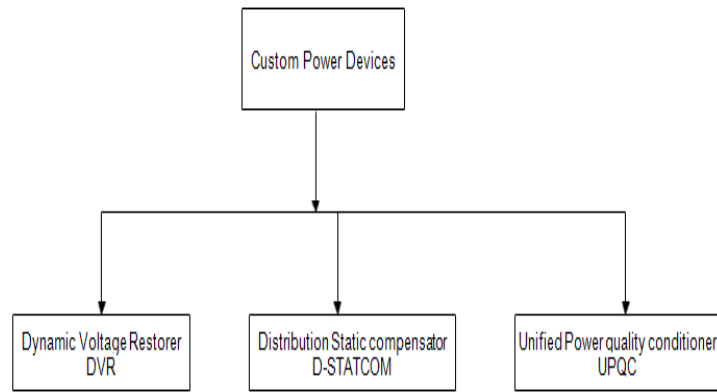 Custom Power Devices
Dynamic Voltage Restorer
DVR
Distribution Static compensator
D-STATCOM
Unified Power quality conditioner
UPQC